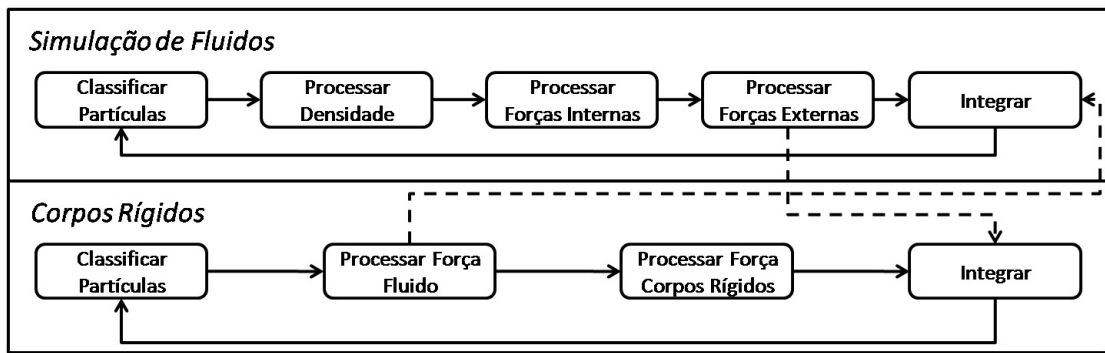 Simulação de Fluidos
Classificar
Partículas
Processar
Densidade
Processar
Forças Internas
Processar
Forças Externas
Integrar
Corpos Rígidos
Classificar
Partículas
Processar Força
Fluido
Processar Força
Corpos Rígidos
Integrar